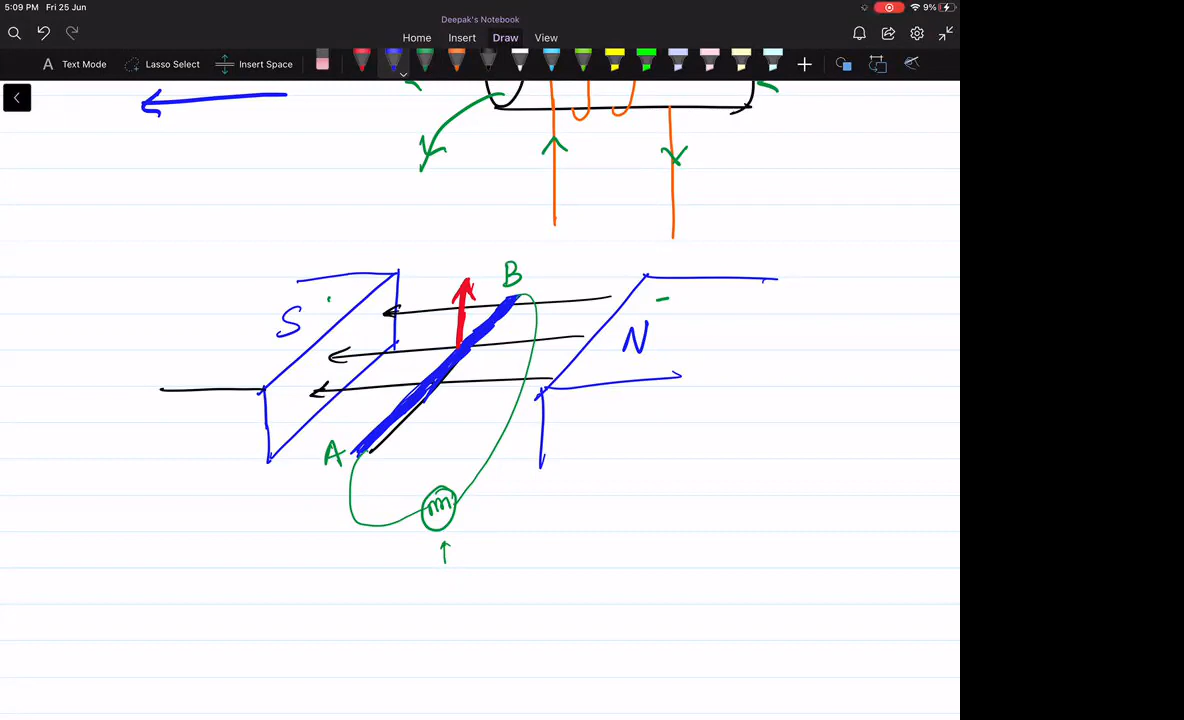 5:09 PM Fri 25 Jun
9%
Deepak's Notebook
Home Insert Draw View
Text Mode Lasso Select Insert Space
B
S
N
A
m